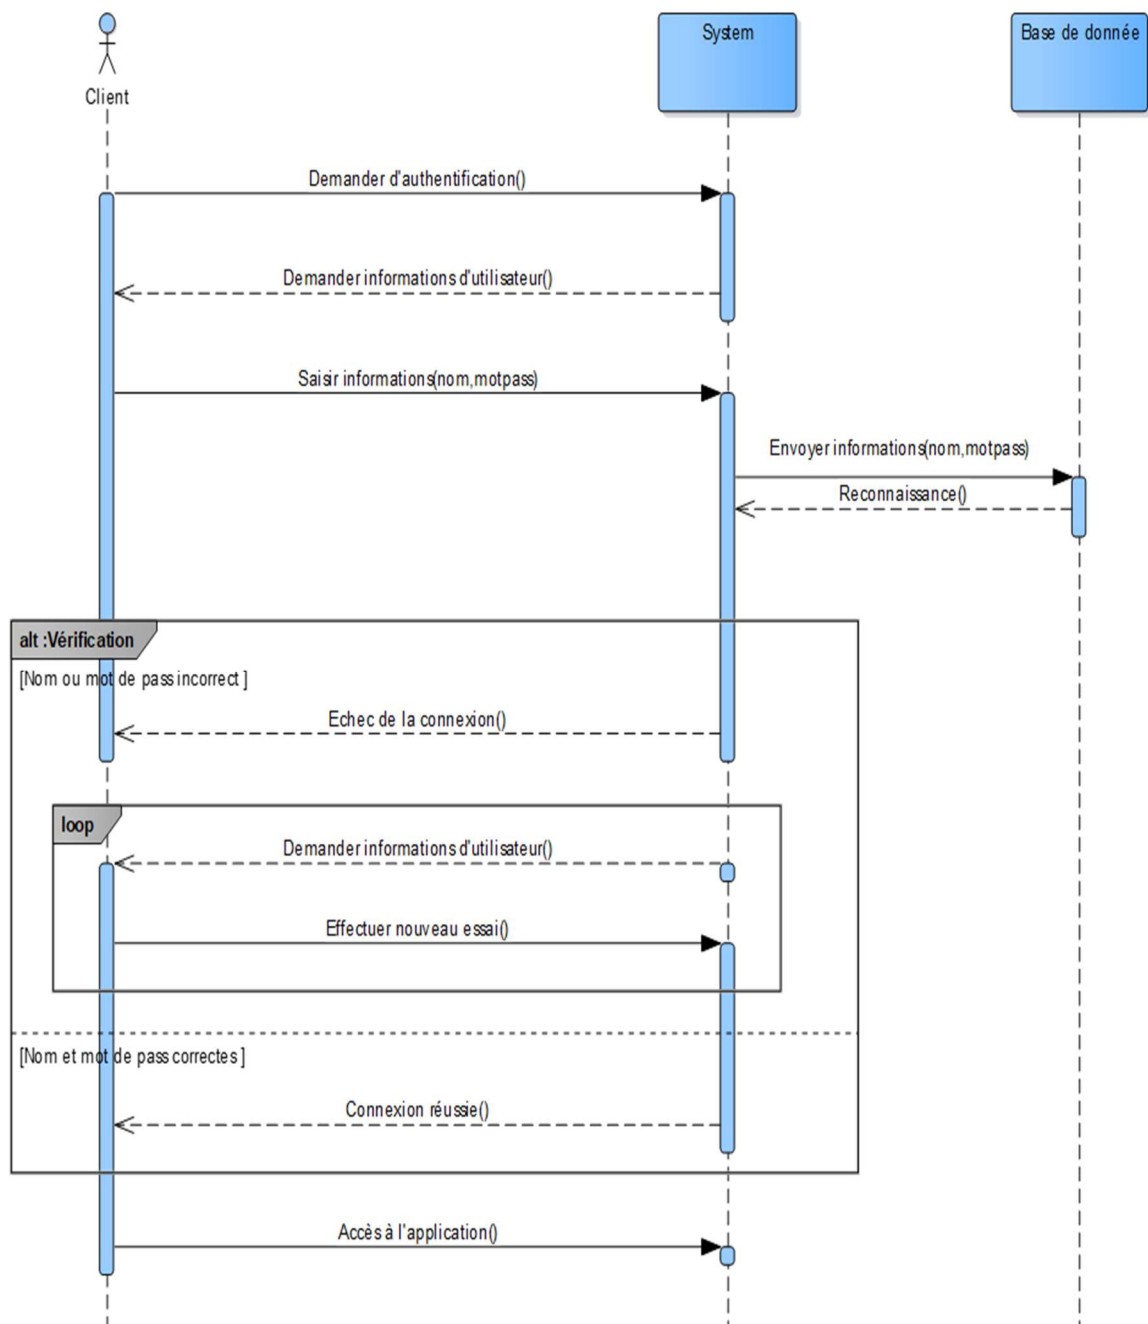 Client
System
Base de donnée
Demander d'authentification()
Demander informations d'utilisateur()
Saisir informations(nom,motpass)
Envoyer informations(nom,motpass)
Reconnaissance()
alt :Vérification
[Nom ou mot de pass incorrect ]
Echec de la connexion()
loop
Demander informations d'utilisateur()
Effectuer nouveau essai()
[Nom et mot de pass correctes ]
Connexion réussie()
Accès à l'application()